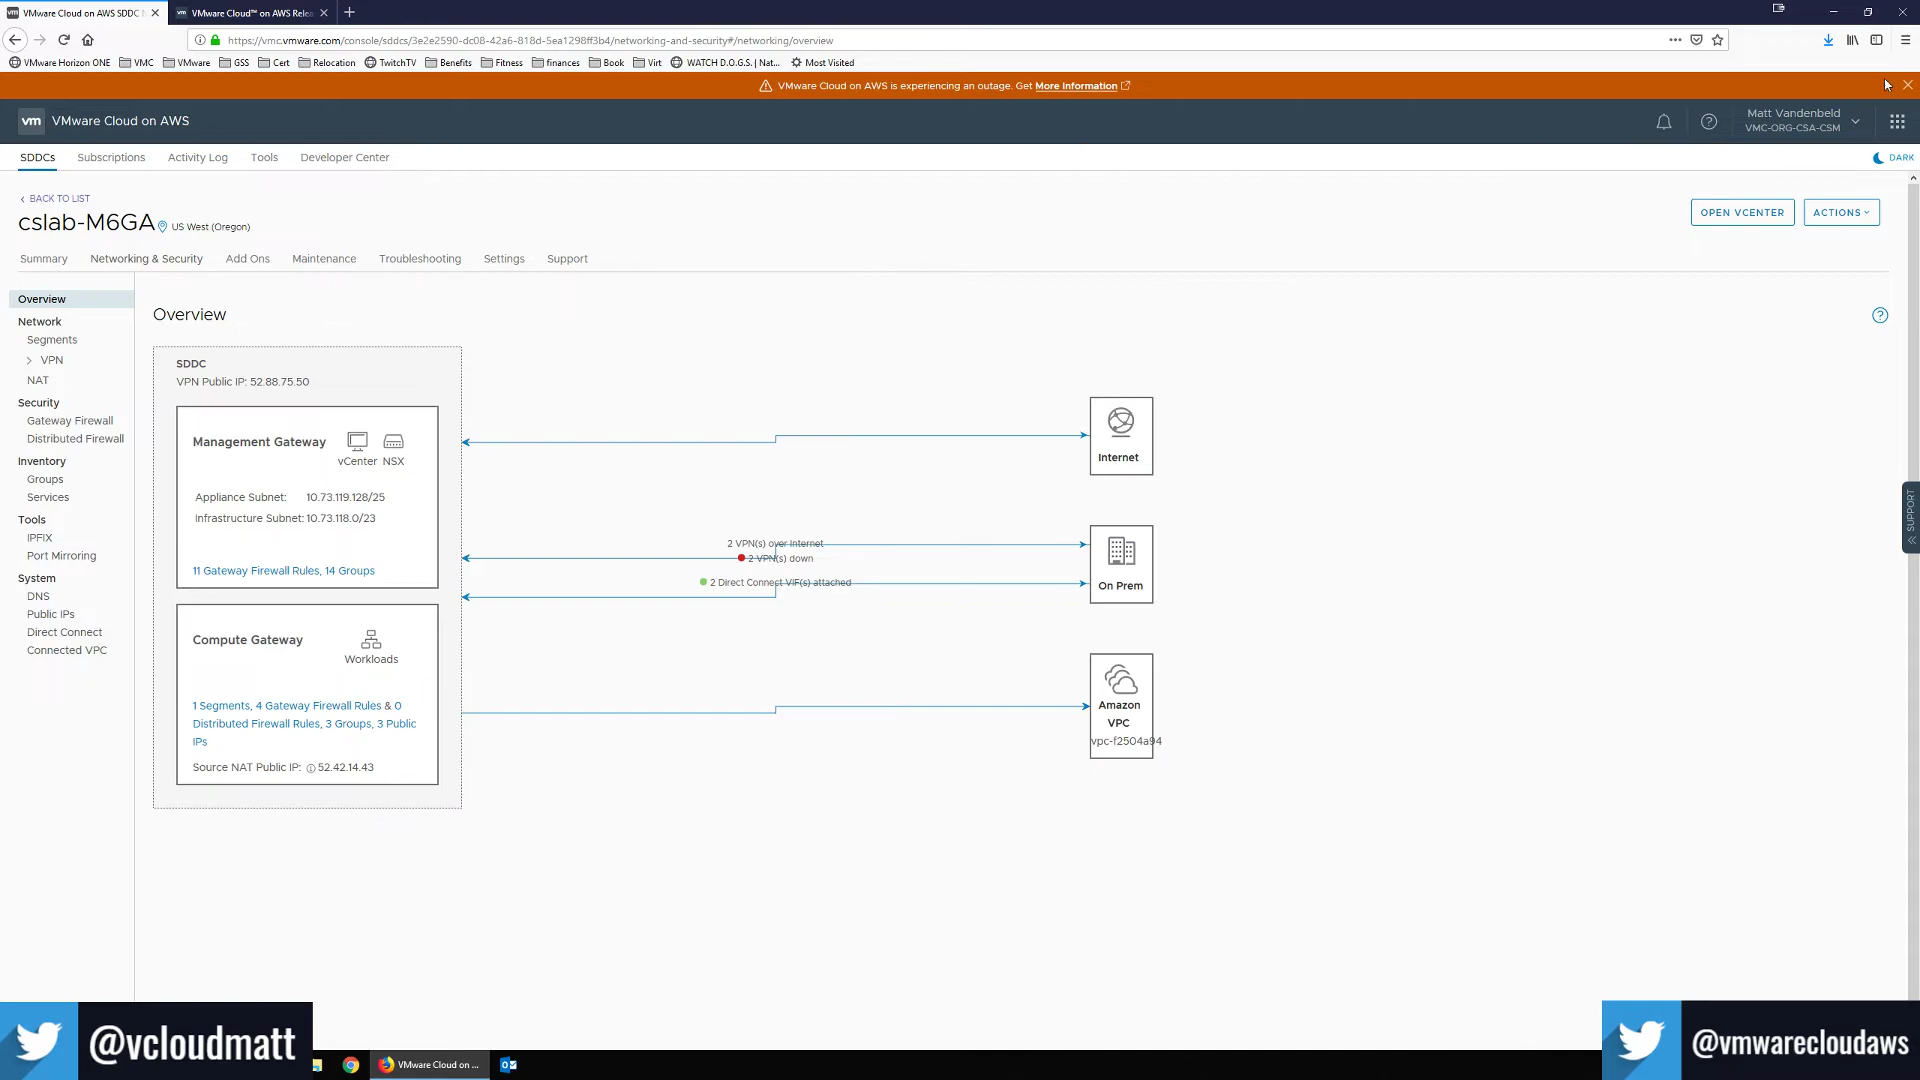 VMware Cloud on AWS SDDC
VMware Cloud™ on AWS Rele
https://vmc.vmware.com/console/sddcs/3e2e2590-dc08-42a6-818d-5ea1298ff3b4/networking-and-security#/networking/overview
VMware Horizon ONE VMC VMware GSS Cert Relocation TwitchTV Benefits Fitness finances Book Virt WATCH D.O.G.S. | Nat... Most Visited
VMware Cloud on AWS is experiencing an outage. Get More Information
vm VMware Cloud on AWS
Matt Vandenbeld
VMC-ORG-CSA-CSM
SDDCs Subscriptions Activity Log Tools Developer Center
DARK
BACK TO LIST
cslab-M6GA US West (Oregon)
OPEN VCENTER ACTIONS
Summary Networking & Security Add Ons Maintenance Troubleshooting Settings Support
Overview
Network
Segments
VPN
NAT
Security
Gateway Firewall
Distributed Firewall
Inventory
Groups
Services
Tools
IPFIX
Port Mirroring
System
DNS
Public IPs
Direct Connect
Connected VPC
Overview
SDDC
VPN Public IP: 52.88.75.50
Management Gateway
vCenter NSX
Appliance Subnet: 10.73.119.128/25
Infrastructure Subnet: 10.73.118.0/23
11 Gateway Firewall Rules, 14 Groups
Compute Gateway
Workloads
1 Segments, 4 Gateway Firewall Rules & 0
Distributed Firewall Rules, 3 Groups, 3 Public
IPs
Source NAT Public IP: 52.42.14.43
2 VPN(s) over Internet
2 VPN(s) down
2 Direct Connect VIF(s) attached
Internet
On Prem
Amazon
VPC
vpc-f2504a94
SUPPORT
@vcloudmatt
VMware Cloud on ...
@vmwarecloudaws